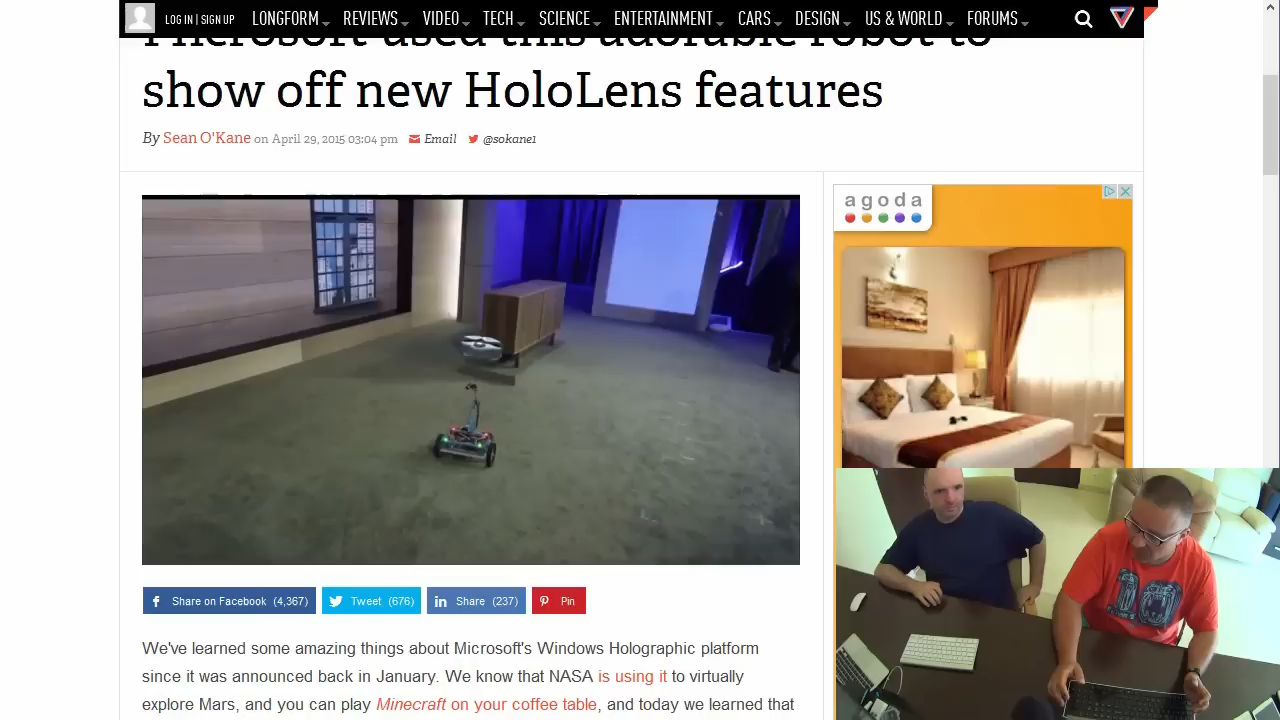 LOG IN | SIGN UP LONGFORM REVIEWS VIDEO TECH SCIENCE ENTERTAINMENT CARS DESIGN US & WORLD FORUMS
used this adorable robot to
show off new HoloLens features
By Sean O'Kane on April 29, 2015 03:04 pm Email @sokane1
agoda
Share on Facebook (4,367) Tweet (676) Share (237) Pin
We've learned some amazing things about Microsoft's Windows Holographic platform
since it was announced back in January. We know that NASA is using it to virtually
explore Mars, and you can play Minecraft on your coffee table, and today we learned that